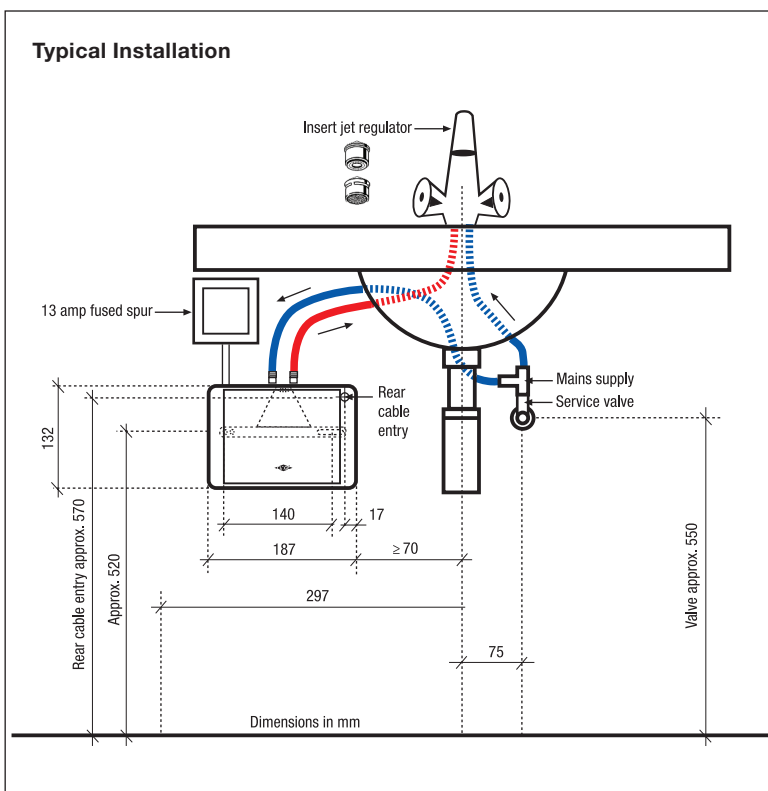 Typical Installation
Insert jet regulator
13 amp fused spur
Mains supply
Service valve
Rear
cable
entry
132
140
17
187
≥ 70
297
75
Rear cable entry approx. 570
Approx. 520
Valve approx. 550
Dimensions in mm